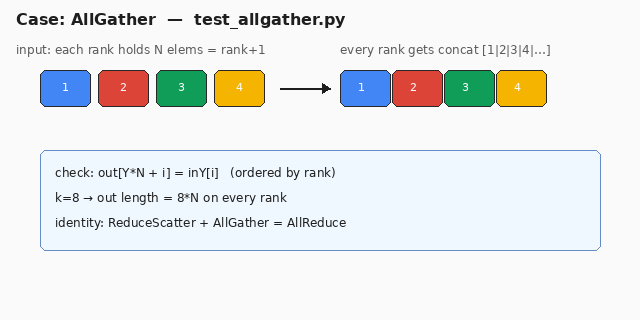 Case: AllGather — test_allgather.py
input: each rank holds N elems = rank+1
every rank gets concat [1|2|3|4|...]
1 2 3 4
1 2 3 4
check: out[Y*N + i] = inY[i]   (ordered by rank)
k=8 → out length = 8*N on every rank
identity: ReduceScatter + AllGather = AllReduce